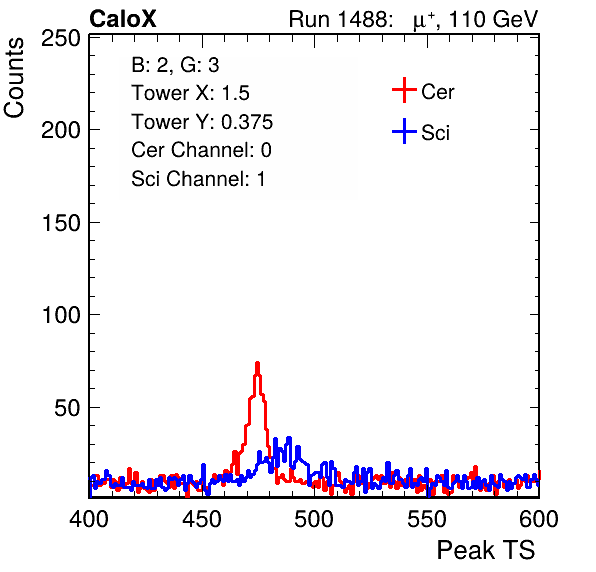 CaloX Run 1488: μ⁺, 110 GeV
Counts
250
200
150
100
50
B: 2, G: 3
Tower X: 1.5
Tower Y: 0.375
Cer Channel: 0
Sci Channel: 1
Cer
Sci
400 450 500 550 600
Peak TS